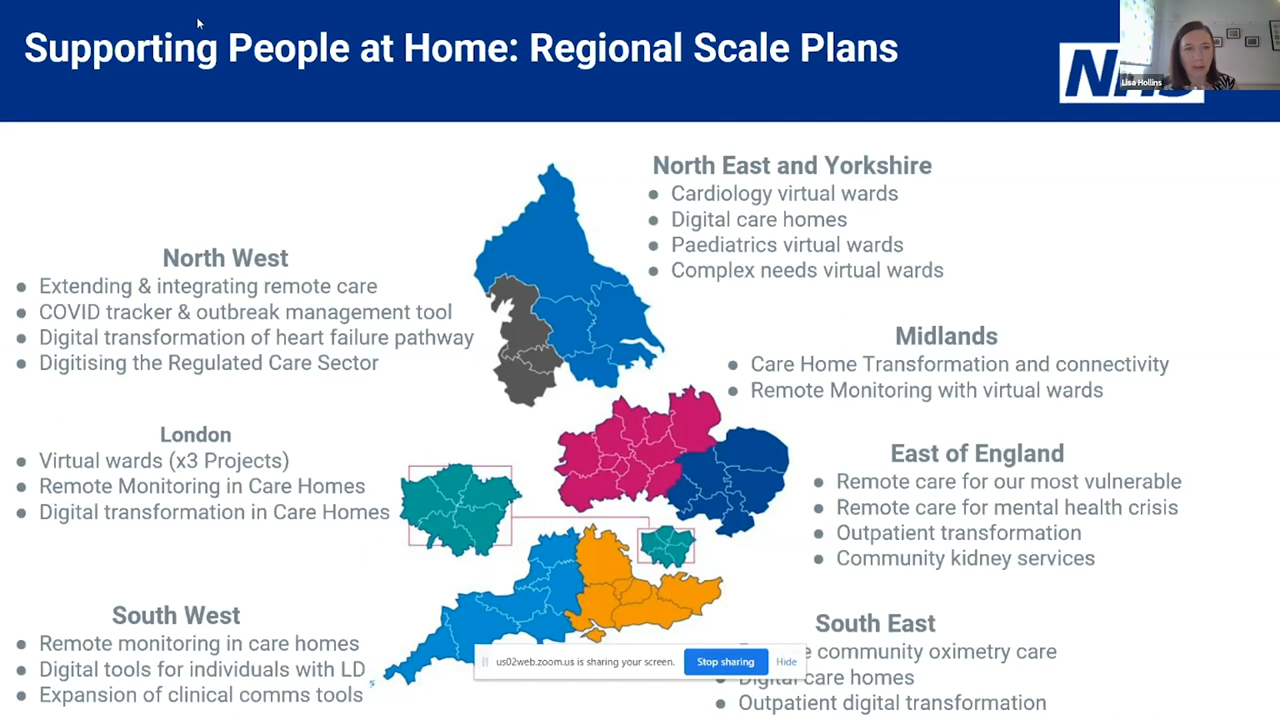 Supporting People at Home: Regional Scale Plans
Lisa Hollins
North East and Yorkshire
● Cardiology virtual wards
● Digital care homes
● Paediatrics virtual wards
● Complex needs virtual wards
North West
● Extending & integrating remote care
● COVID tracker & outbreak management tool
● Digital transformation of heart failure pathway
● Digitising the Regulated Care Sector
Midlands
● Care Home Transformation and connectivity
● Remote Monitoring with virtual wards
London
● Virtual wards (x3 Projects)
● Remote Monitoring in Care Homes
● Digital transformation in Care Homes
East of England
● Remote care for our most vulnerable
● Remote care for mental health crisis
● Outpatient transformation
● Community kidney services
South West
● Remote monitoring in care homes
● Digital tools for individuals with LD
● Expansion of clinical comms tools
South East
community oximetry care
● Digital care homes
● Outpatient digital transformation
us02web.zoom.us is sharing your screen.
Stop sharing
Hide